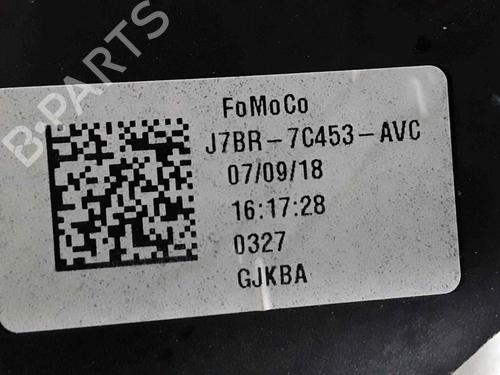 B-PARTS
FoMoCo
J7BR-7C453-AVC
07/09/18
16:17:28
0327
GJKBA